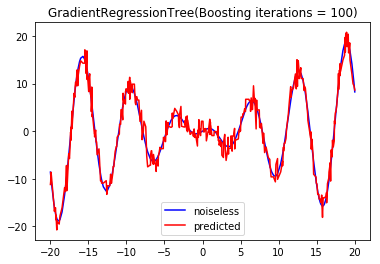 GradientRegressionTree(Boosting iterations = 100)
20
10
0
−10
−20
noiseless
predicted
−20 −15 −10 −5 0 5 10 15 20